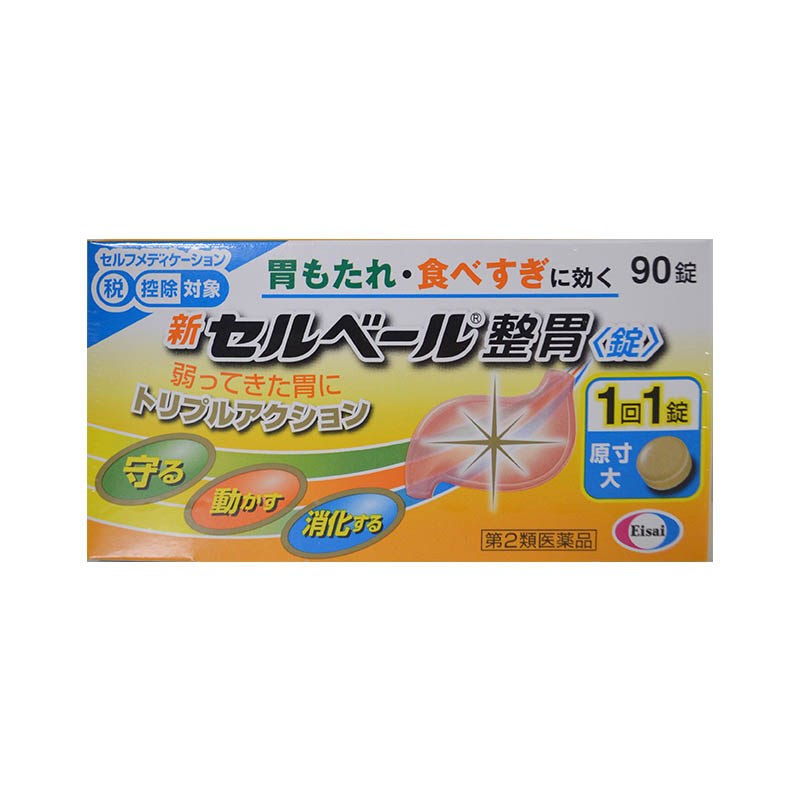 セルフメディケーション
税 控除 対象
胃もたれ・食べすぎに効く 90錠
新セルベール®整胃〈錠〉
弱ってきた胃に
トリプルアクション
守る
動かす
消化する
1回1錠
原寸大
第2類医薬品
Eisai